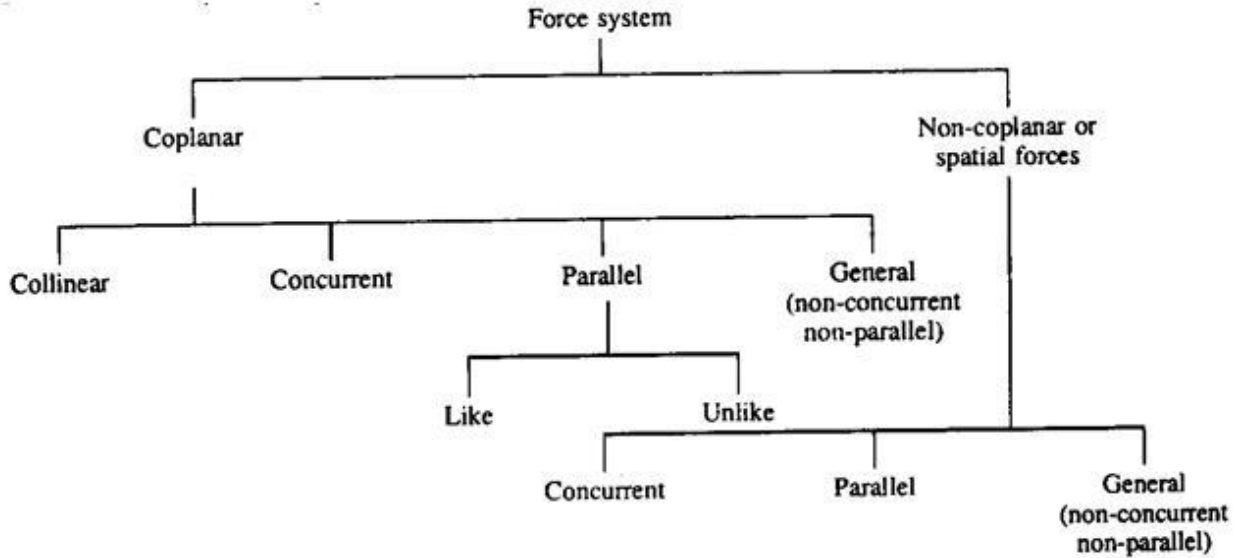 Force system
Coplanar
Non-coplanar or
spatial forces
Collinear
Concurrent
Parallel
General
(non-concurrent
non-parallel)
Like
Unlike
Concurrent
Parallel
General
(non-concurrent
non-parallel)